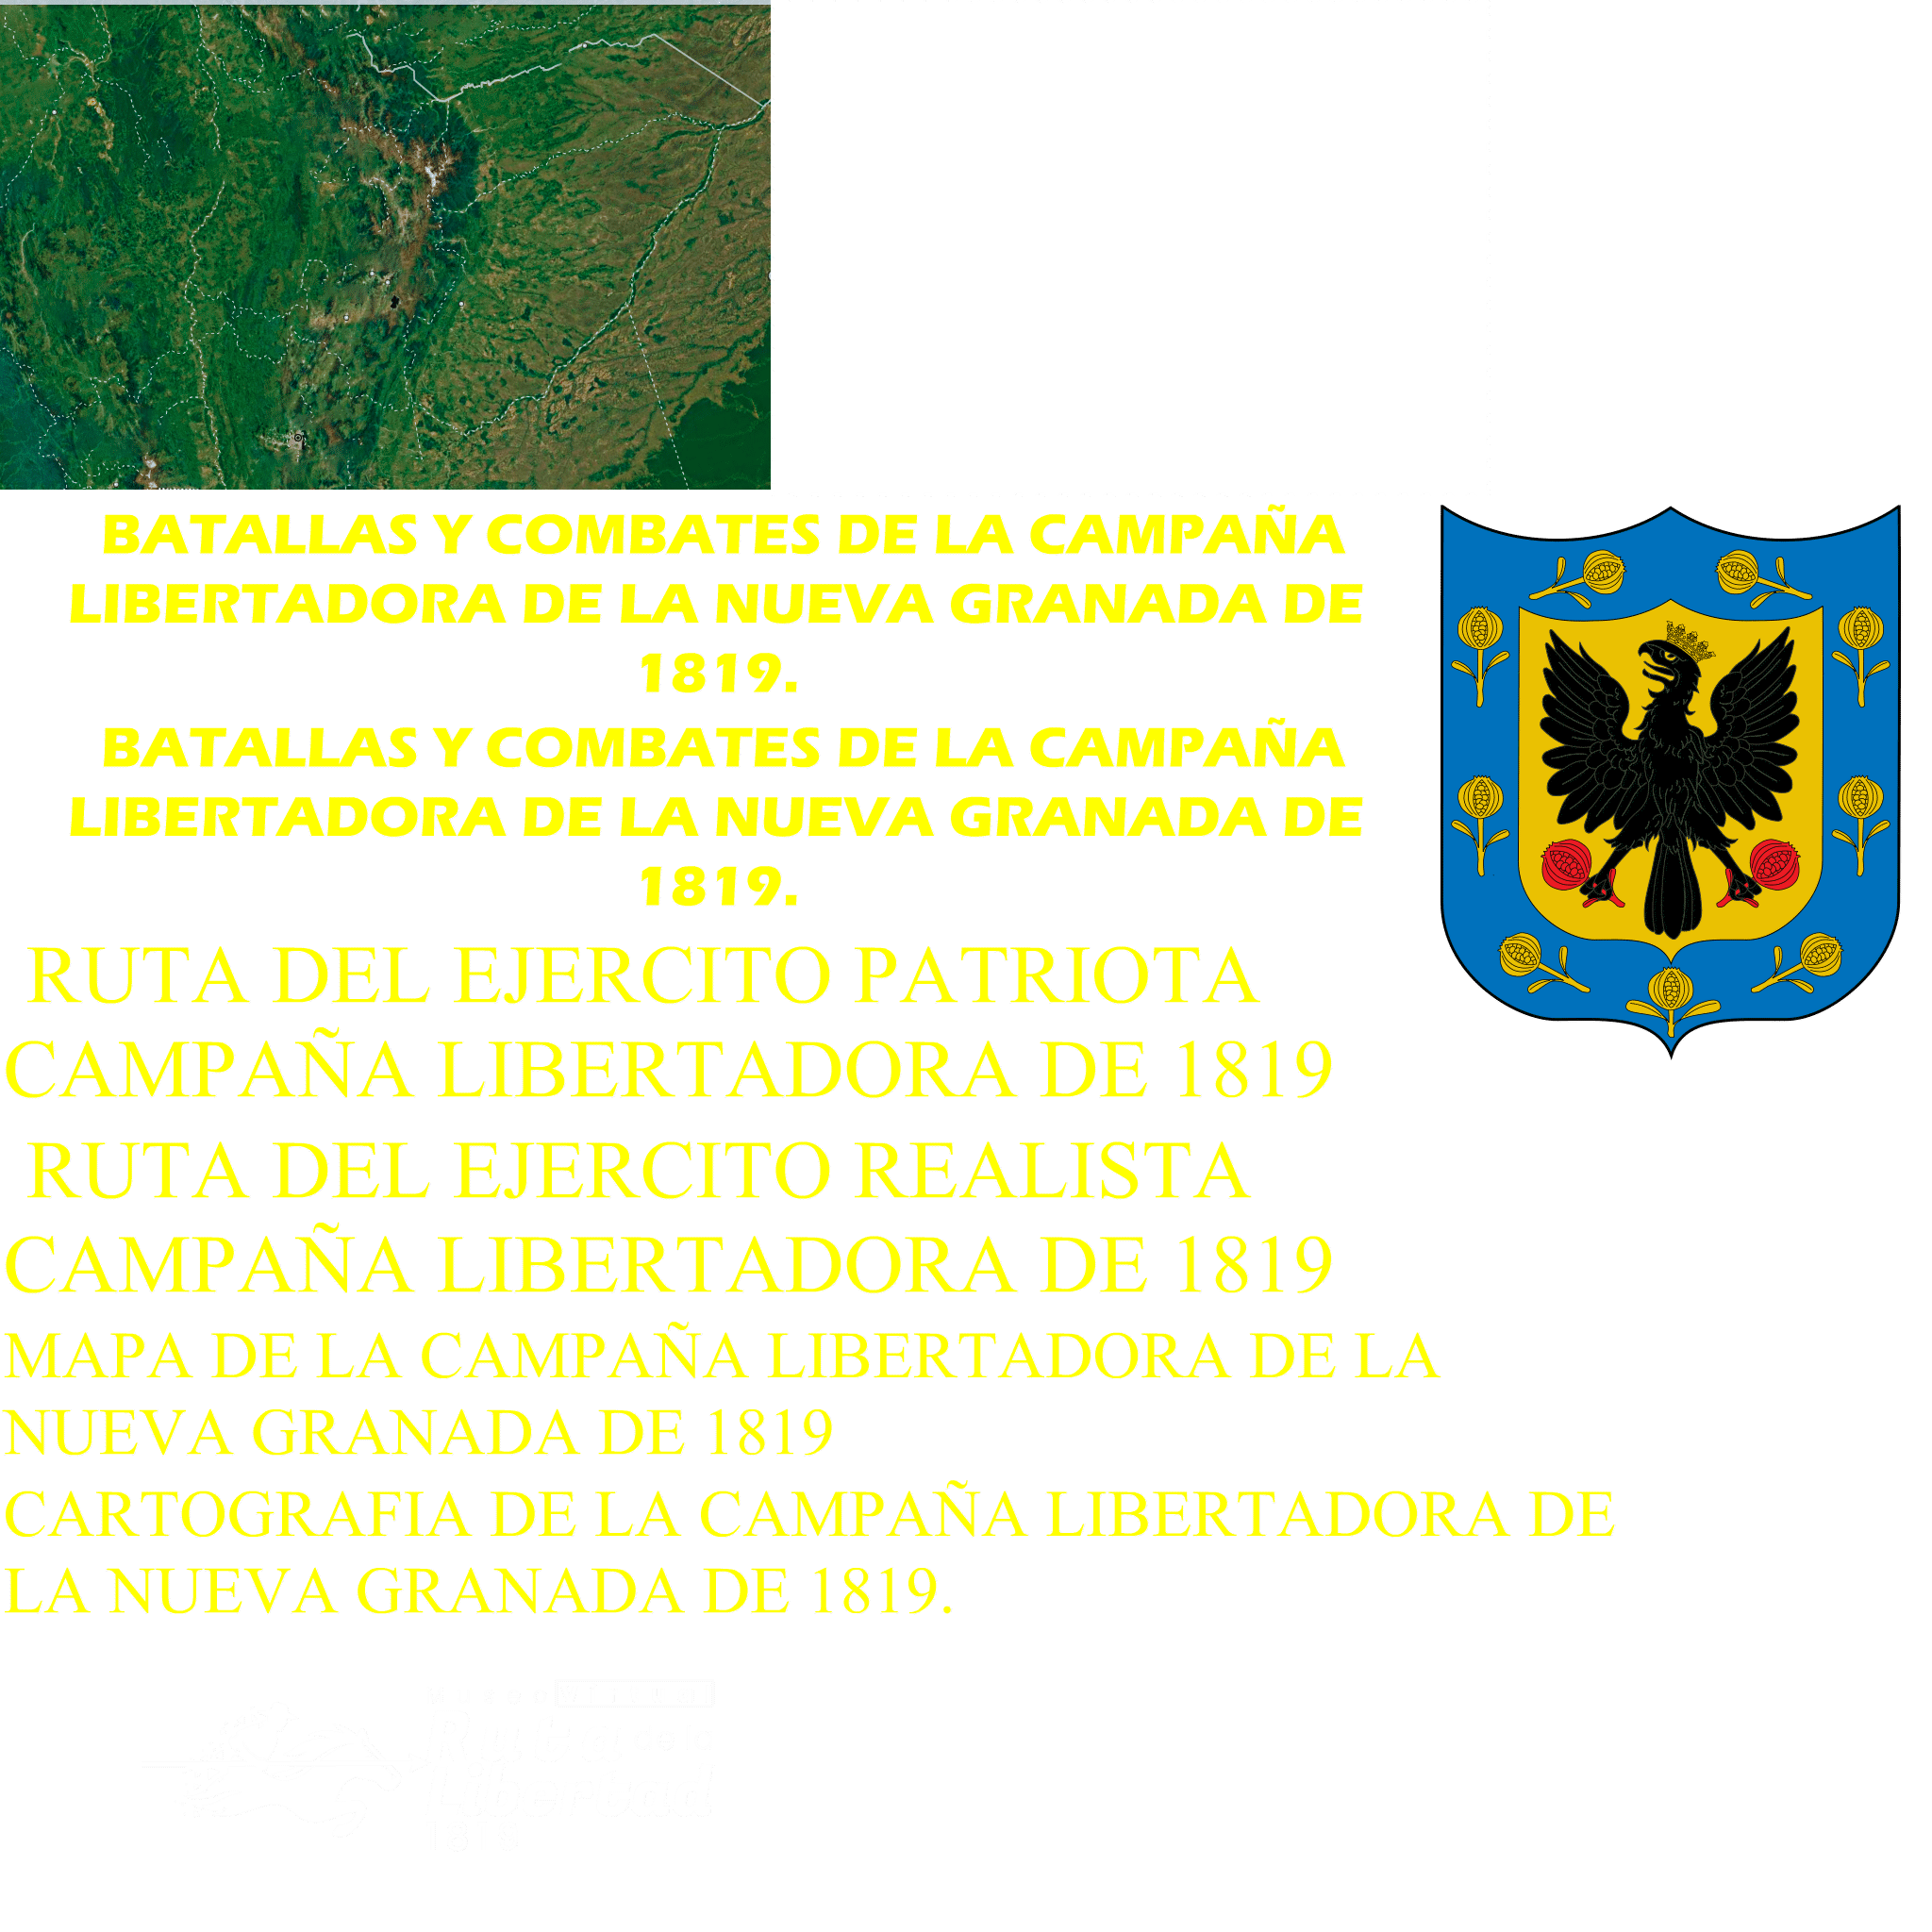 BATALLAS Y COMBATES DE LA CAMPAÑA
LIBERTADORA DE LA NUEVA GRANADA DE
1819.
BATALLAS Y COMBATES DE LA CAMPAÑA
LIBERTADORA DE LA NUEVA GRANADA DE
1819.
RUTA DEL EJERCITO PATRIOTA
CAMPAÑA LIBERTADORA DE 1819
RUTA DEL EJERCITO REALISTA
CAMPAÑA LIBERTADORA DE 1819
MAPA DE LA CAMPAÑA LIBERTADORA DE LA
NUEVA GRANADA DE 1819
CARTOGRAFIA DE LA CAMPAÑA LIBERTADORA DE
LA NUEVA GRANADA DE 1819.